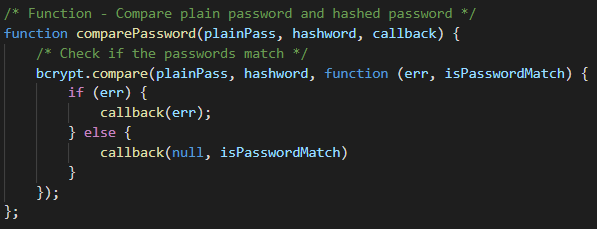 /* Function - Compare plain password and hashed password */
function comparePassword(plainPass, hashword, callback) {
    /* Check if the passwords match */
    bcrypt.compare(plainPass, hashword, function (err, isPasswordMatch) {
        if (err) {
            callback(err);
        } else {
            callback(null, isPasswordMatch)
        }
    });
};